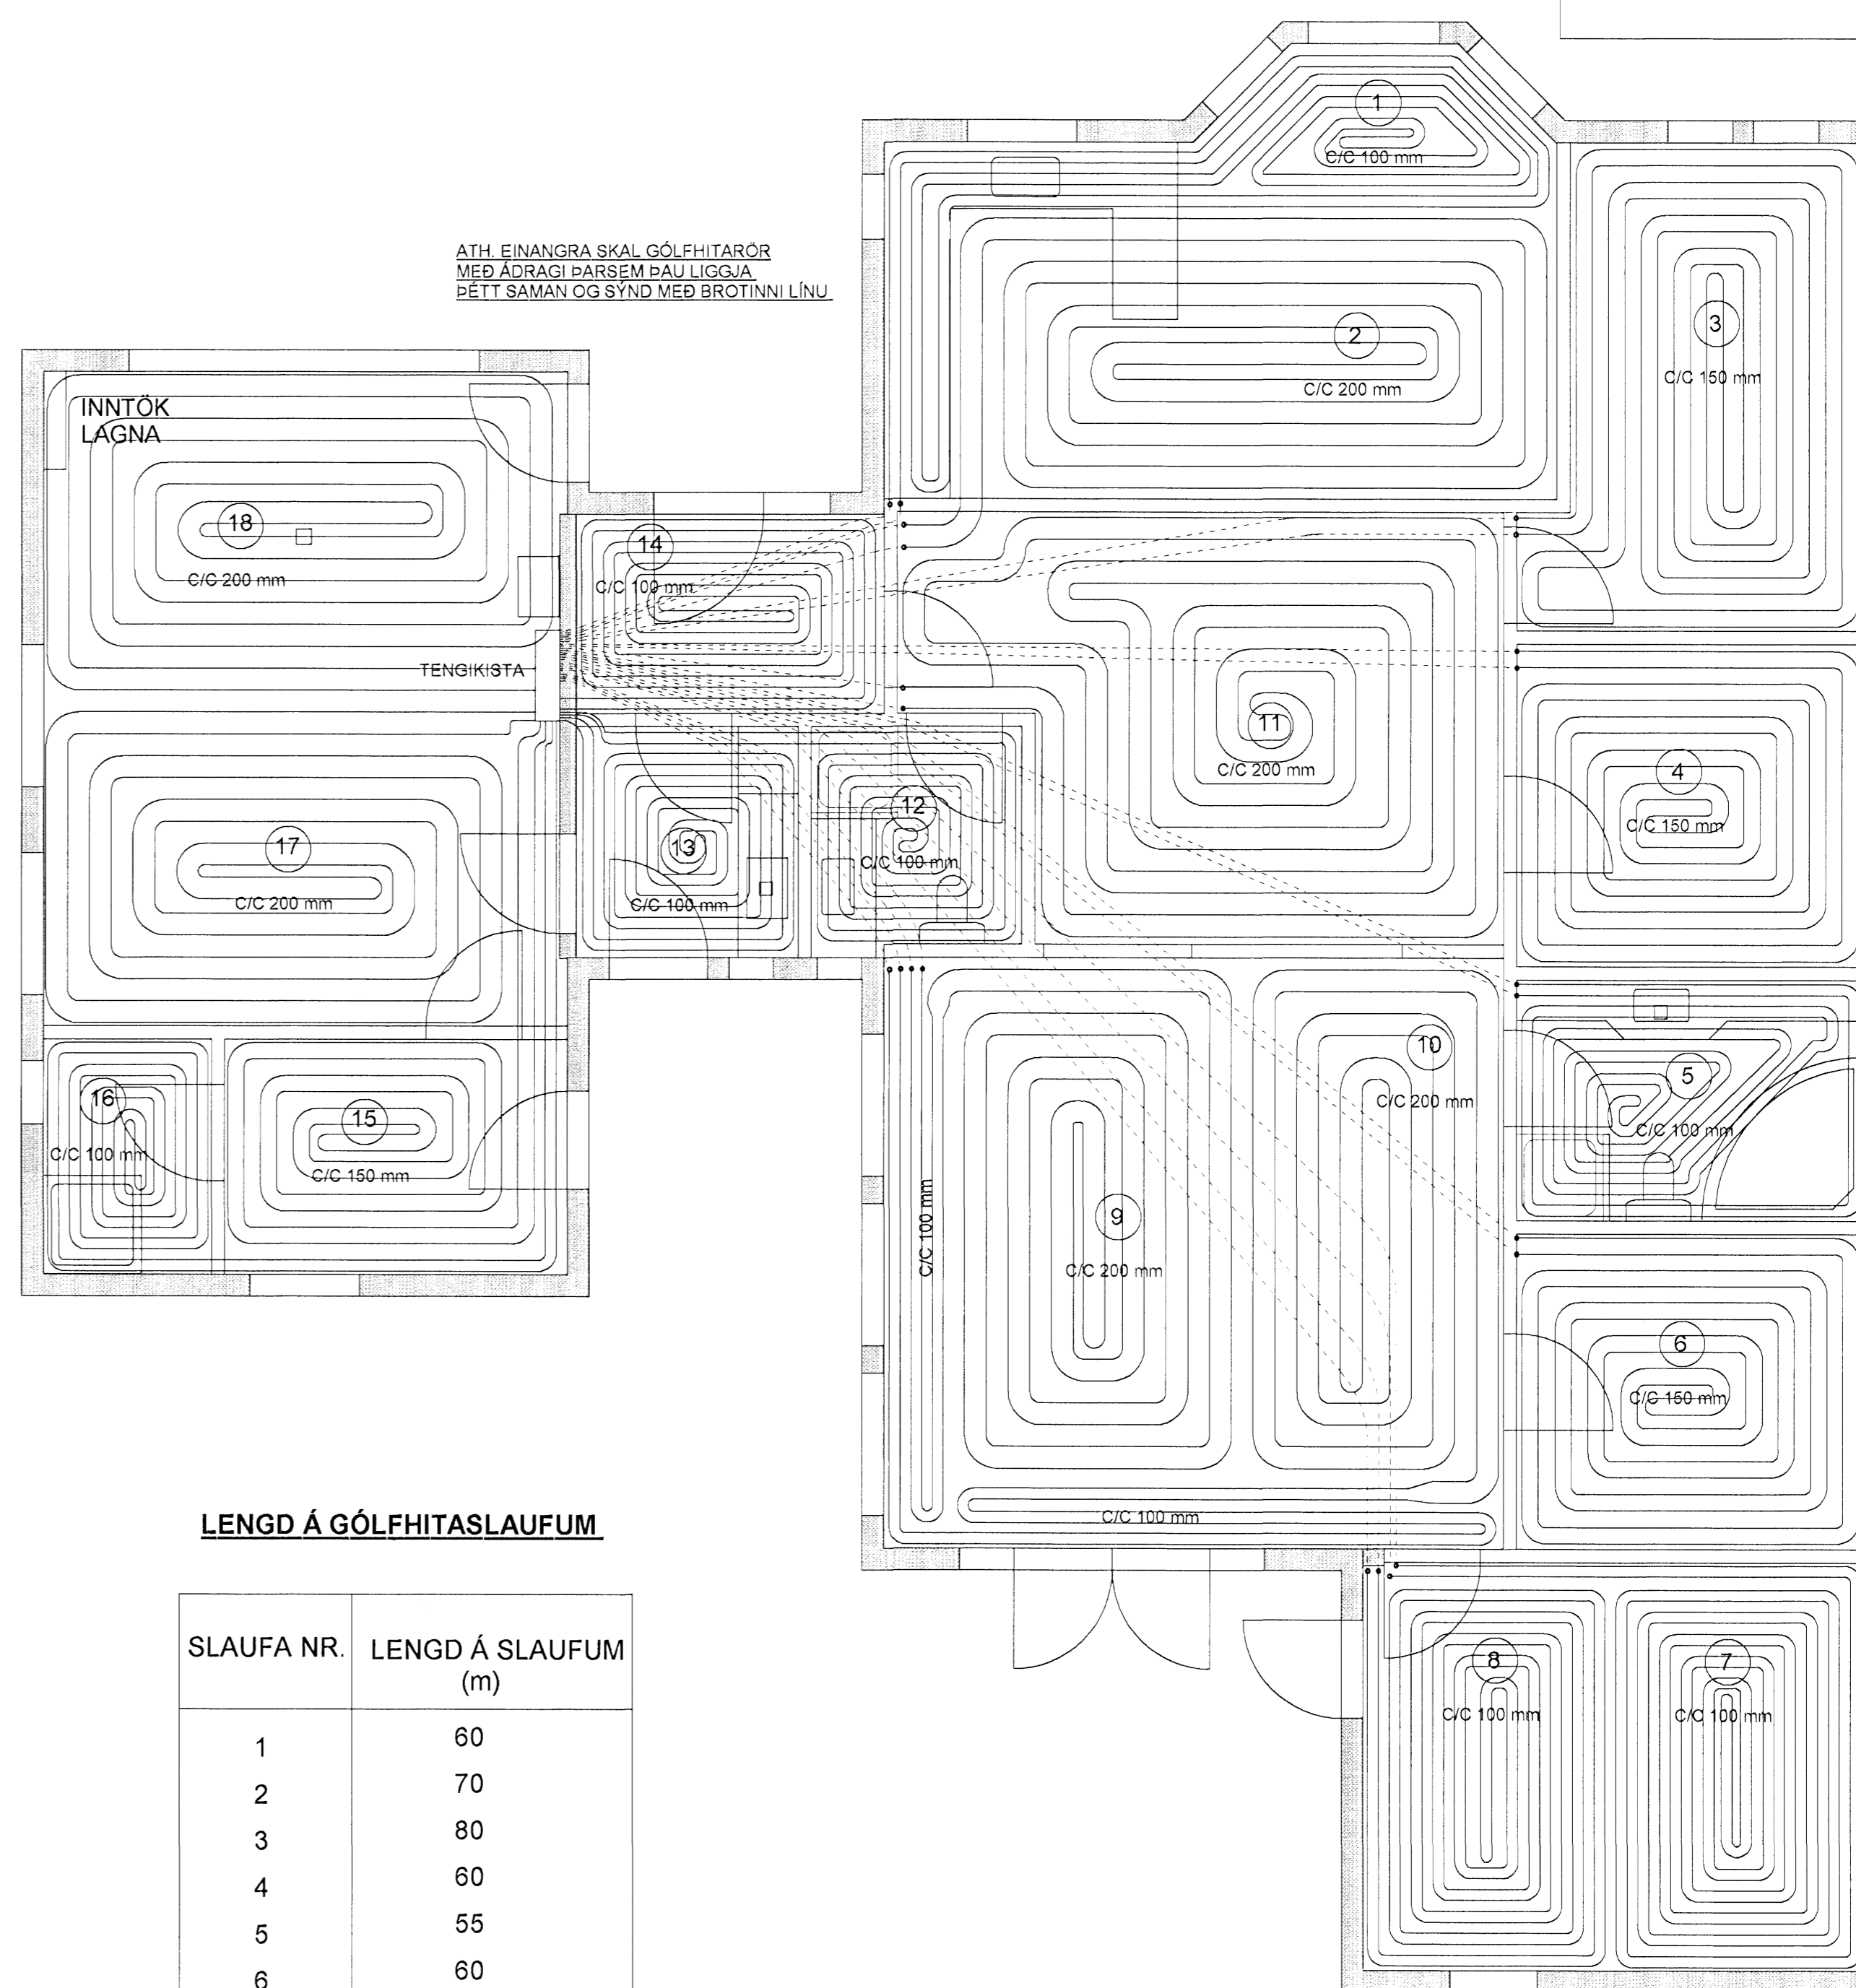 1
C/C 100 mm
ATH. EINANGRA SKAL GÓLFHITARÖR
MEÐ ÁDRAGI ÞARSEM ÞAU LIGGJA
ÞÉTT SAMAN OG SÝND MEÐ BROTINNI LÍNU
2
C/C 200 mm
3
C/C 150 mm
INNTÖK
LAGNA
18
C/C 200 mm
14
C/C 100 mm
TENGIKISTA
11
C/C 200 mm
4
C/C 150 mm
17
C/C 200 mm
13
C/C 100 mm
12
C/C 100 mm
10
C/C 200 mm
5
C/C 100 mm
16
C/C 100 mm
15
C/C 150 mm
C/C 100 mm
9
C/C 200 mm
6
C/C 150 mm
C/C 100 mm
8
C/C 100 mm
7
C/C 100 mm
LENGD Á GÓLFHITASLAUFUM
SLAUFA NR. LENGD Á SLAUFUM
(m)
1 60
2 70
3 80
4 60
5 55
6 60